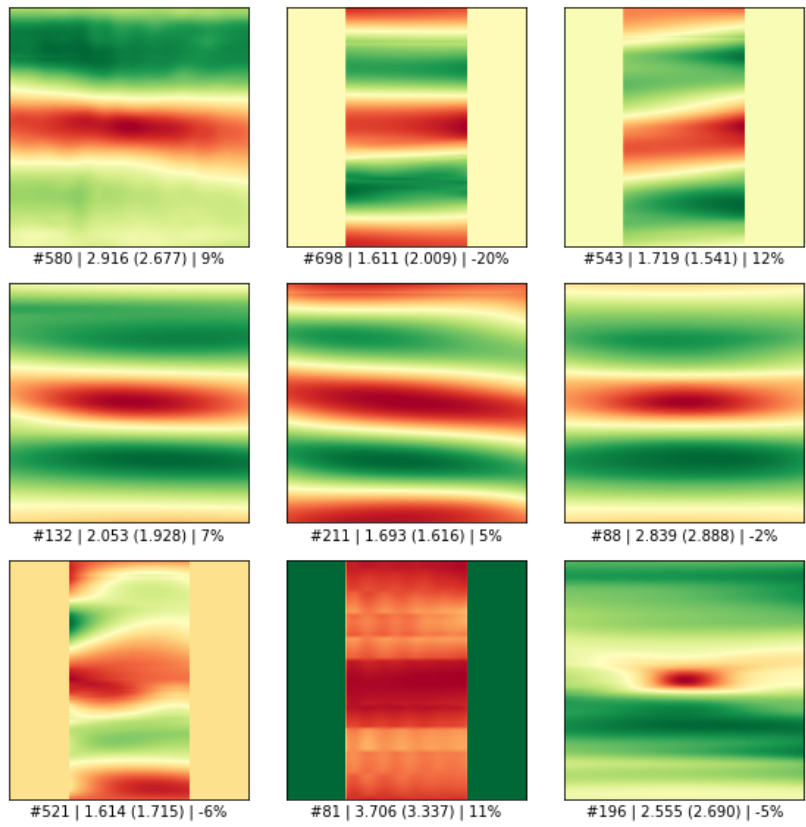 #580 | 2.916 (2.677) | 9%
#698 | 1.611 (2.009) | -20%
#543 | 1.719 (1.541) | 12%
#132 | 2.053 (1.928) | 7%
#211 | 1.693 (1.616) | 5%
#88 | 2.839 (2.888) | -2%
#521 | 1.614 (1.715) | -6%
#81 | 3.706 (3.337) | 11%
#196 | 2.555 (2.690) | -5%